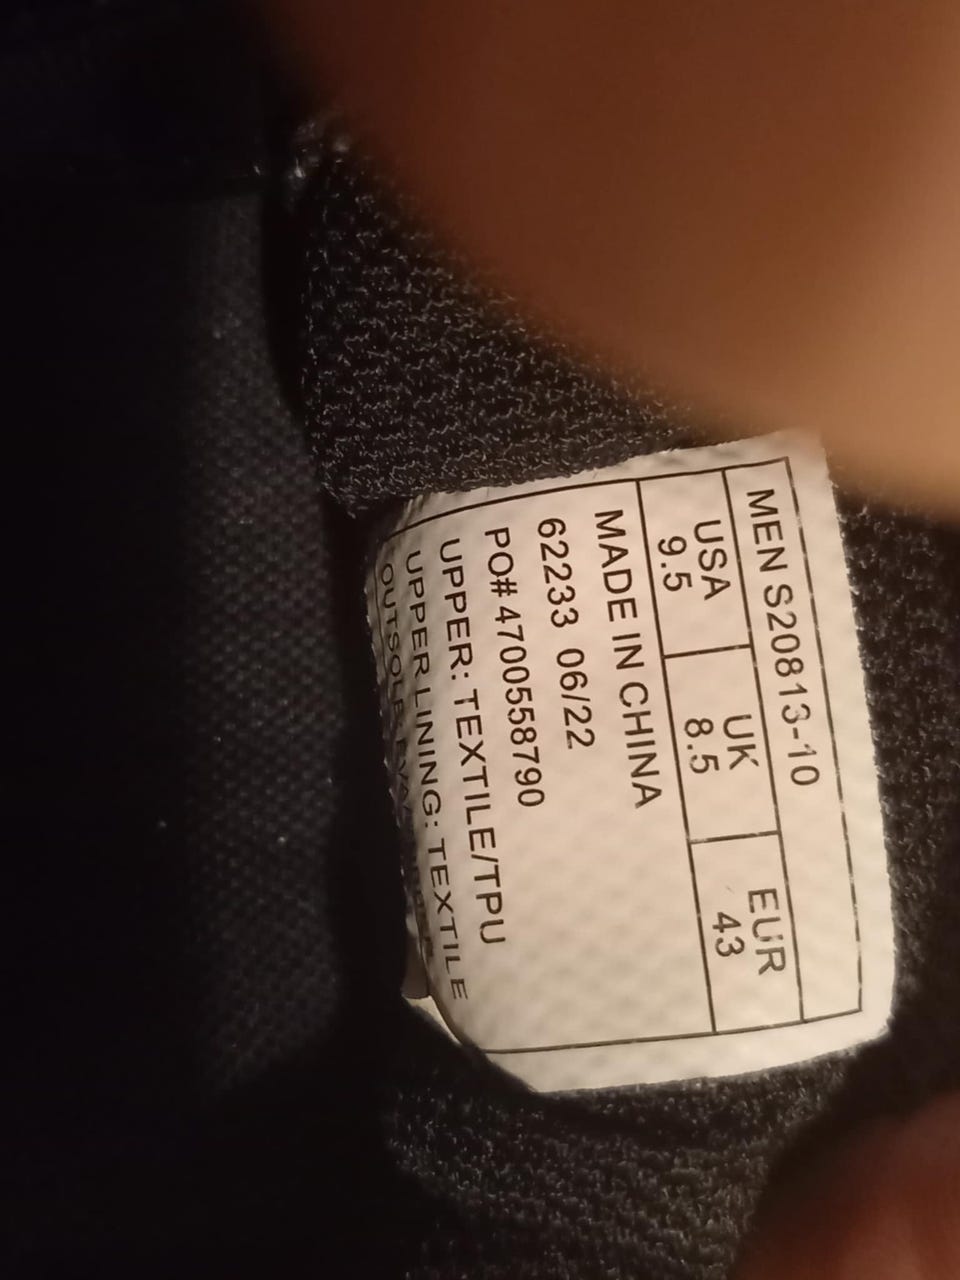 MEN S20813-10
USA UK EUR
9.5 8.5 43
MADE IN CHINA
62233 06/22
PO# 4700558790
UPPER: TEXTILE/TPU
UPPER LINING: TEXTILE
OUTSOLE